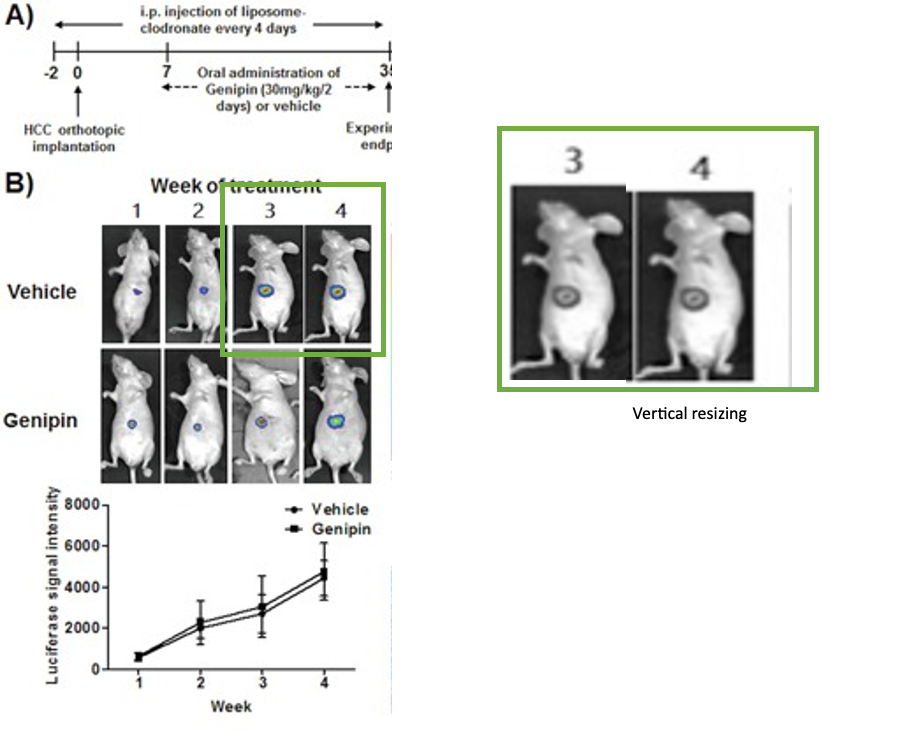 A)
i.p. injection of liposome-
clodronate every 4 days
-2 0 7 35
Oral administration of
Genipin (30mg/kg/2
days) or vehicle
HCC orthotopic
implantation
Experin
endp
B)
Week of treatment
1 2 3 4
Vehicle
Genipin
3 4
Vertical resizing
Luciferase signal intensity
8000
6000
4000
2000
0
Vehicle
Genipin
1 2 3 4
Week